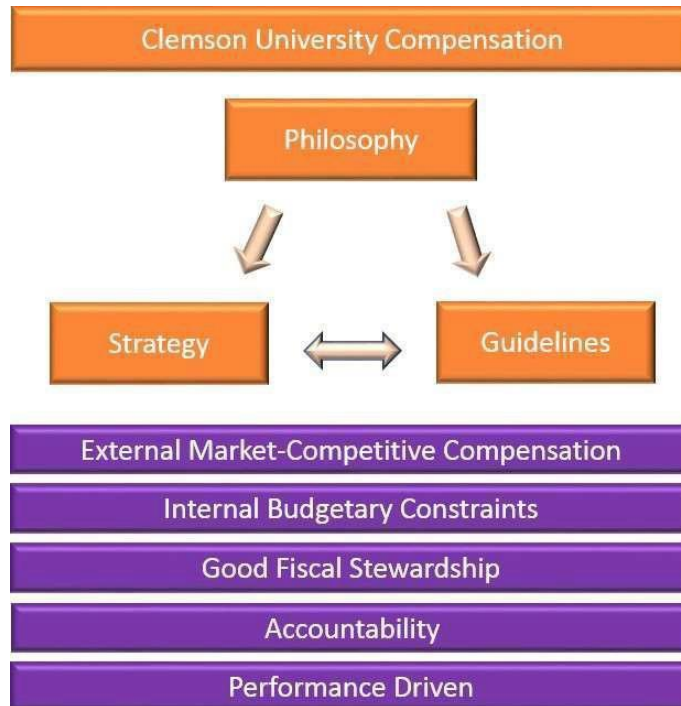 Clemson University Compensation
Philosophy
Strategy
Guidelines
External Market-Competitive Compensation
Internal Budgetary Constraints
Good Fiscal Stewardship
Accountability
Performance Driven